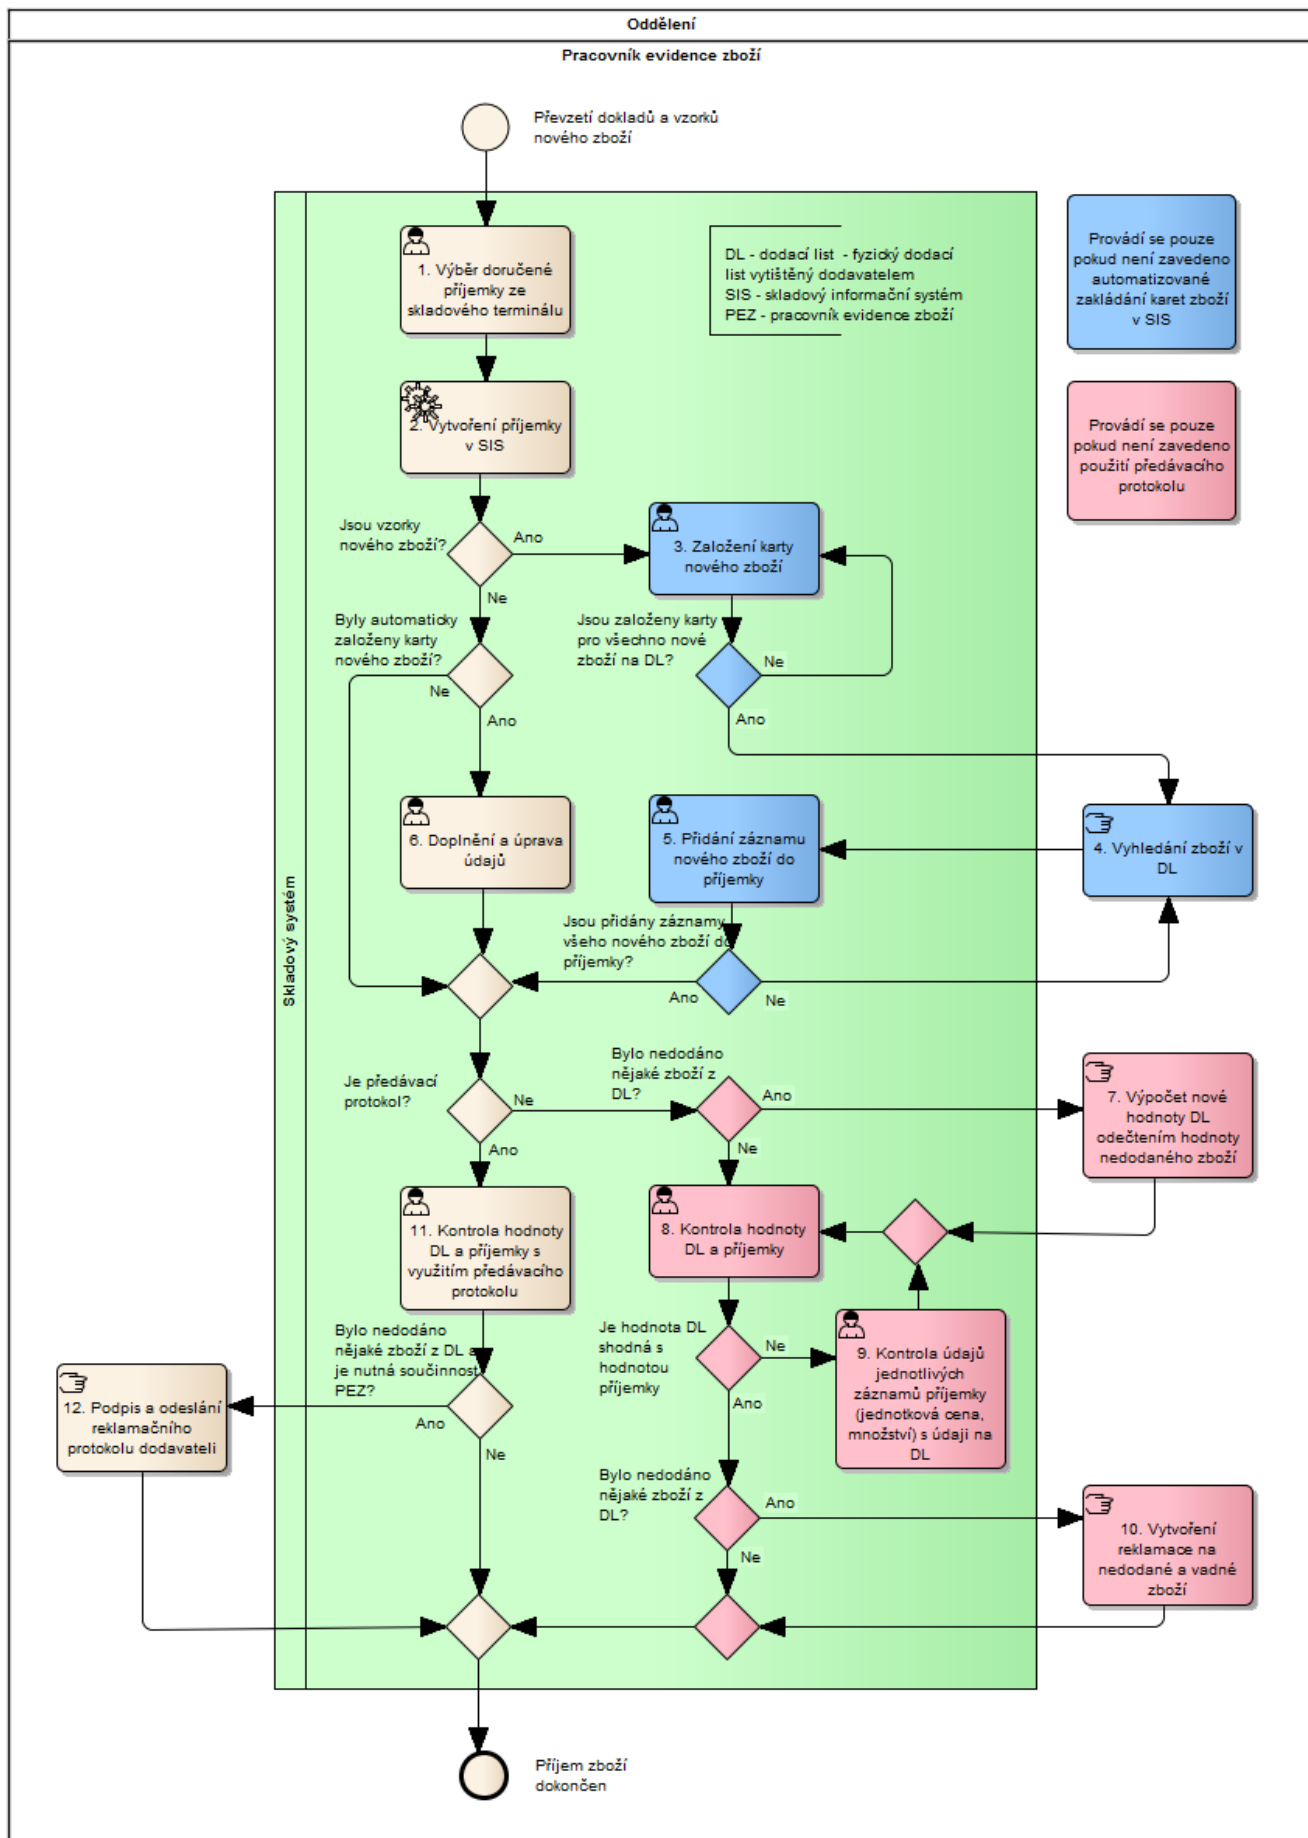 Oddělení
Pracovník evidence zboží
Převzetí dokladů a vzorků
nového zboží
1. Výběr doručené
příjemky ze
skladového terminálu
DL - dodací list - fyzický dodací
list vytištěný dodavatelem
SIS - skladový informační systém
PEZ - pracovník evidence zboží
Provádí se pouze
pokud není zavedeno
automatizované
zakládání karet zboží
v SIS
2. Vytvoření příjemky
v SIS
Provádí se pouze
pokud není zavedeno
použití předávacího
protokolu
Jsou vzorky
nového zboží?
Ano
Ne
3. Založení karty
nového zboží
Byly automaticky
založeny karty
nového zboží?
Ne
Ano
Jsou založeny karty
pro všechno nové
zboží na DL?
Ne
Ano
6. Doplnění a úprava
údajů
5. Přidání záznamu
nového zboží do
příjemky
4. Vyhledání zboží v
DL
Skladový systém
Jsou přidány záznamy
všeho nového zboží do
příjemky?
Ano
Ne
Je předávací
protokol?
Ne
Ano
Bylo nedodáno
nějaké zboží z
DL?
Ano
Ne
7. Výpočet nové
hodnoty DL
odečtením hodnoty
nedodaného zboží
11. Kontrola hodnoty
DL a příjemky s
využitím předávacího
protokolu
8. Kontrola hodnoty
DL a příjemky
Bylo nedodáno
nějaké zboží z DL a
je nutná součinnost
PEZ?
Ano
Ne
Je hodnota DL
shodná s
hodnotou
příjemky
Ne
Ano
9. Kontrola údajů
jednotlivých
záznamů příjemky
(jednotková cena,
množství) s údaji na
DL
12. Podpis a odeslání
reklamačního
protokolu dodavateli
Bylo nedodáno
nějaké zboží z
DL?
Ano
Ne
10. Vytvoření
reklamace na
nedodané a vadné
zboží
Příjem zboží
dokončen